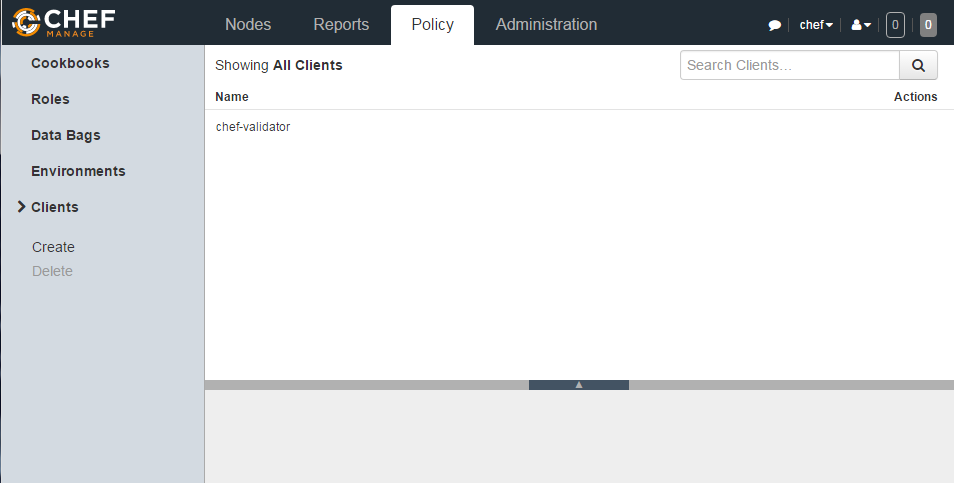 CHEF
MANAGE
Nodes Reports Policy Administration
chef 0 0
Cookbooks
Roles
Data Bags
Environments
Clients
Create
Delete
Showing All Clients
Search Clients...
Name Actions
chef-validator